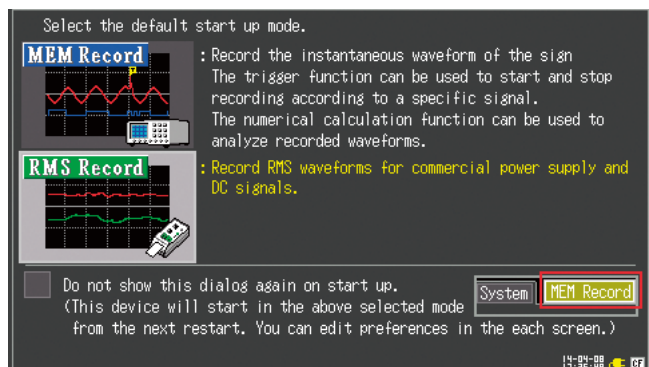 Select the default start up mode.
MEM Record
: Record the instantaneous waveform of the sign
The trigger function can be used to start and stop
recording according to a specific signal.
The numerical calculation function can be used to
analyze recorded waveforms.
RMS Record
: Record RMS waveforms for commercial power supply and
DC signals.
Do not show this dialog again on start up.
(This device will start in the above selected mode
from the next restart. You can edit preferences in the each screen.)
System MEM Record
14-04-08
CF